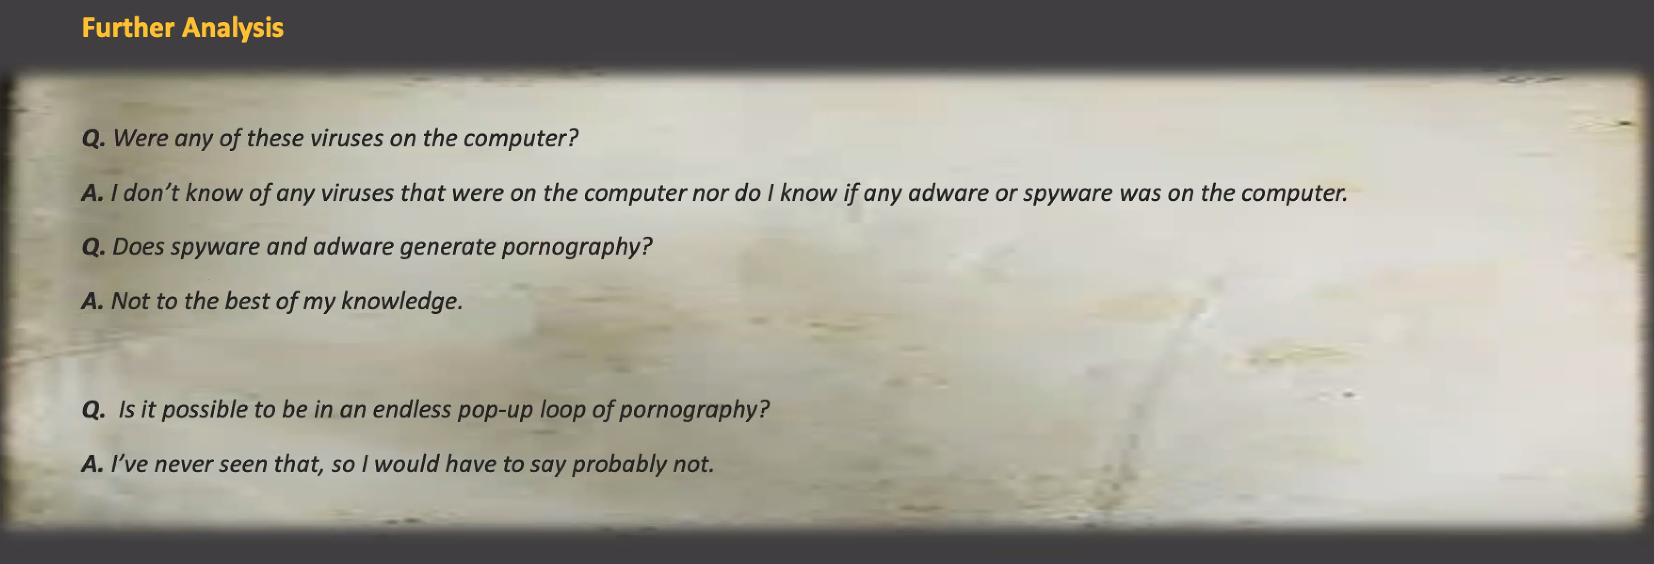 Further Analysis
Q. Were any of these viruses on the computer?
A. I don’t know of any viruses that were on the computer nor do I know if any adware or spyware was on the computer.
Q. Does spyware and adware generate pornography?
A. Not to the best of my knowledge.
Q. Is it possible to be in an endless pop-up loop of pornography?
A. I’ve never seen that, so I would have to say probably not.